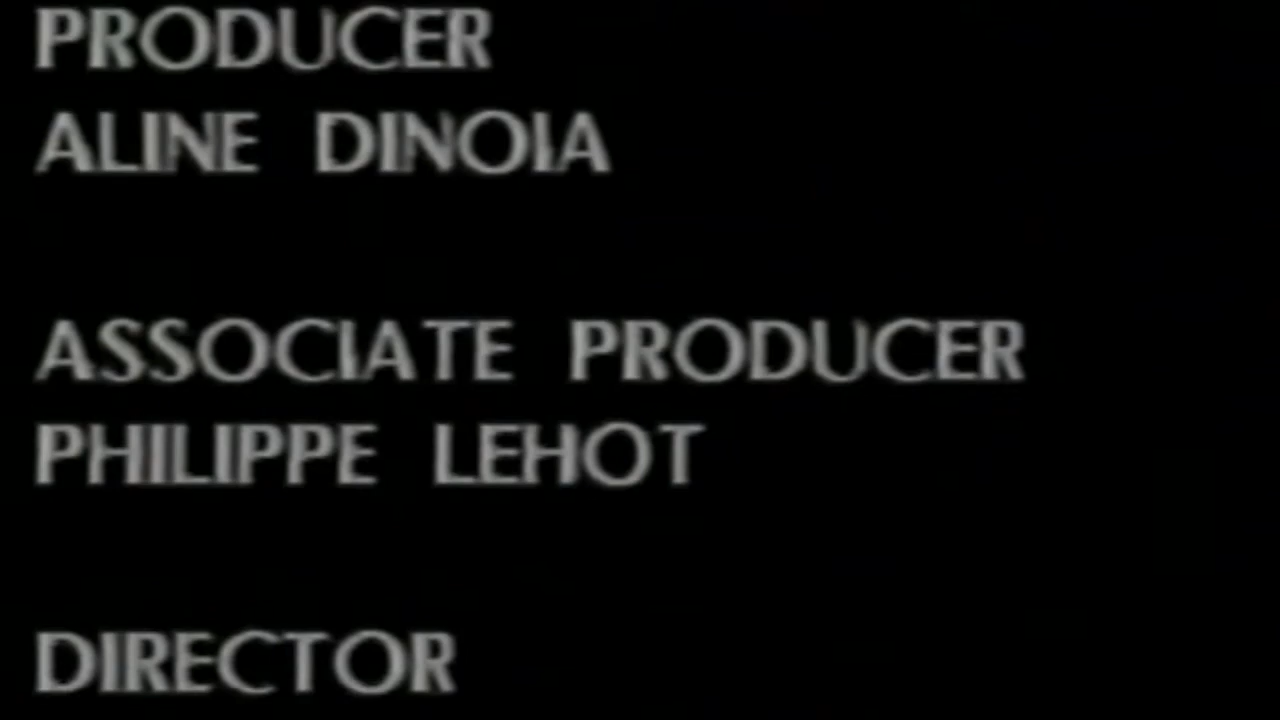 PRODUCER
ALINE DINOIA
ASSOCIATE PRODUCER
PHILIPPE LEHOT
DIRECTOR